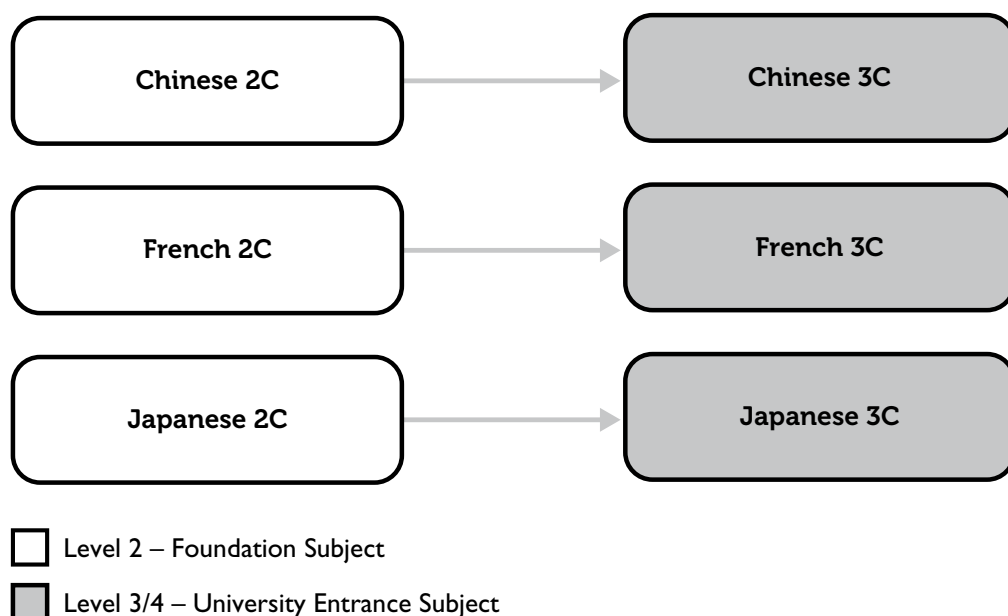 Chinese 2C
Chinese 3C
French 2C
French 3C
Japanese 2C
Japanese 3C
Level 2 – Foundation Subject
Level 3/4 – University Entrance Subject